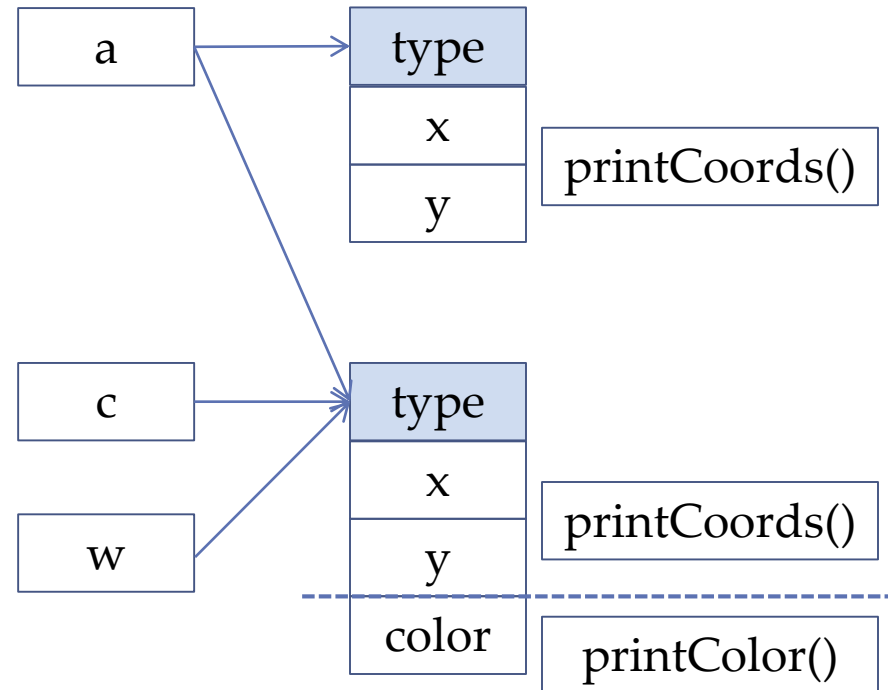 a
type
x
printCoords()
y
c
type
x
printCoords()
w
y
color
printColor()